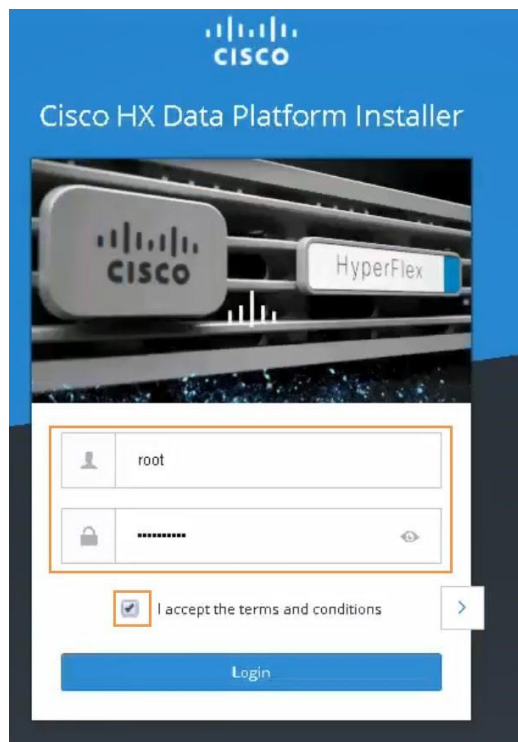 CISCO
Cisco HX Data Platform Installer
CISCO
HyperFlex
root
••••••••••
I accept the terms and conditions
>
Login